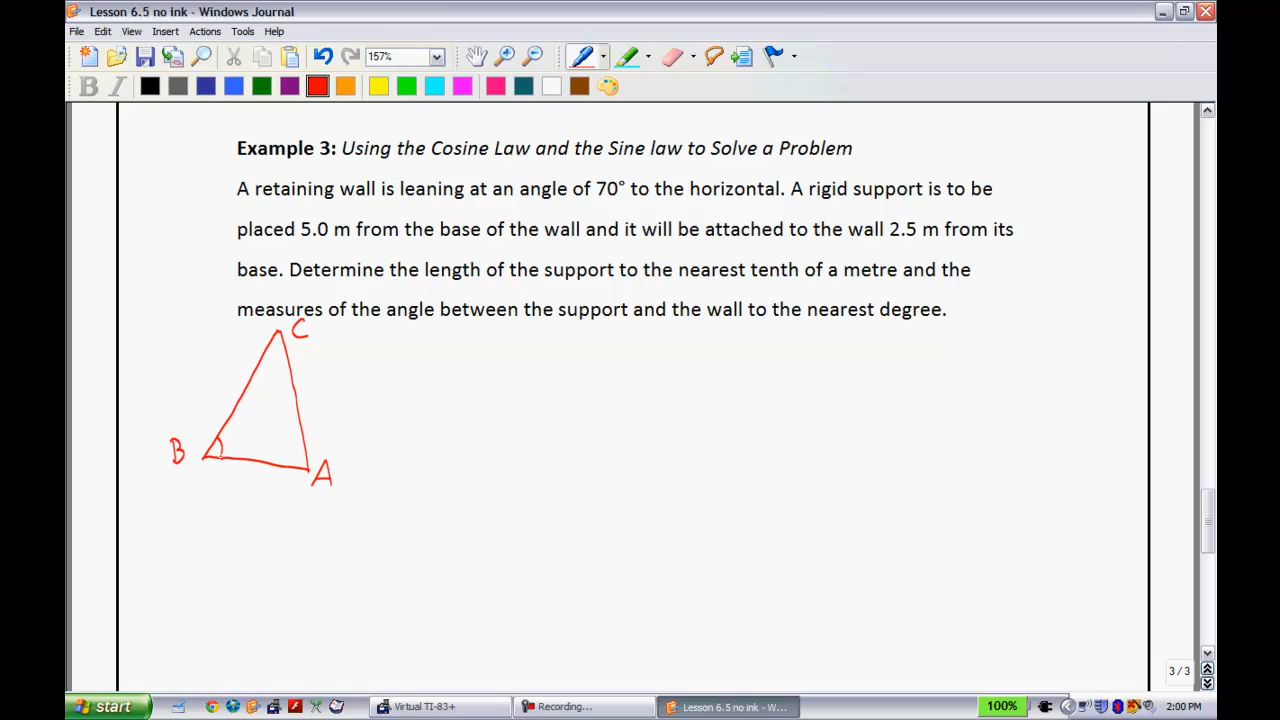 Lesson 6.5 no ink - Windows Journal
File Edit View Insert Actions Tools Help
157%
B I
Example 3: Using the Cosine Law and the Sine law to Solve a Problem
A retaining wall is leaning at an angle of 70° to the horizontal. A rigid support is to be
placed 5.0 m from the base of the wall and it will be attached to the wall 2.5 m from its
base. Determine the length of the support to the nearest tenth of a metre and the
measures of the angle between the support and the wall to the nearest degree.
C
B
A
3 / 3
start Virtual TI-83+ Recording... Lesson 6.5 no ink - W... 100% 2:00 PM